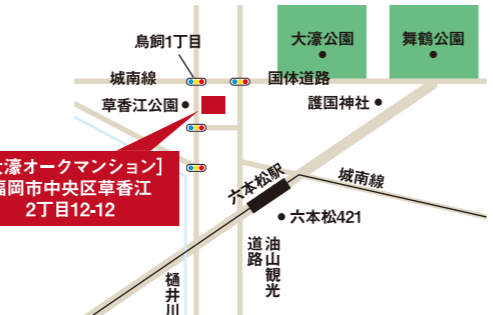 鳥飼1丁目
大濠公園
舞鶴公園
城南線
国体道路
草香江公園
護国神社
濠オークマンション]
福岡市中央区草香江
2丁目12-12
六本松駅
城南線
六本松421
油山観光
道路
樋井川